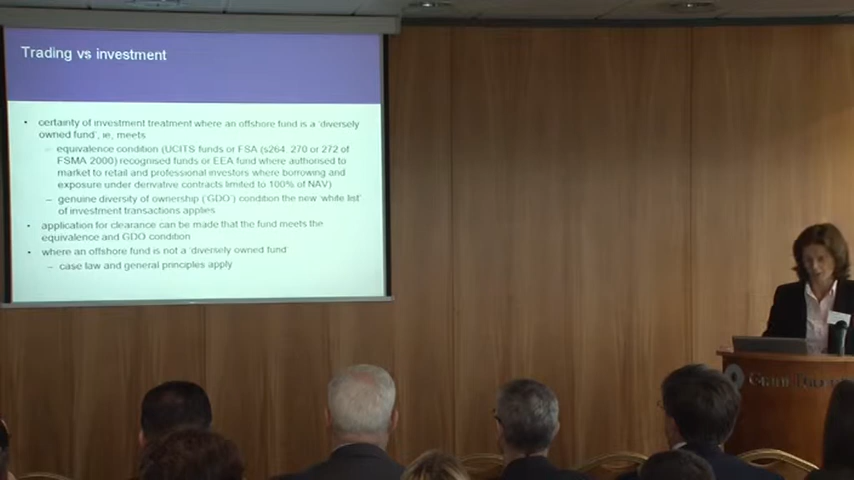 Trading vs investment
• certainty of investment treatment where an offshore fund is a 'diversely
owned fund', ie, meets
– equivalence condition (UCITS funds or FSA (s264, 270 or 272 of
FSMA 2000) recognised funds or EEA fund where authorised to
market to retail and professional investors where borrowing and
exposure under derivative contracts limited to 100% of NAV)
– genuine diversity of ownership ('GDO') condition the new 'white list'
of investment transactions applies
• application for clearance can be made that the fund meets the
equivalence and GDO condition
• where an offshore fund is not a 'diversely owned fund'
– case law and general principles apply
Grant